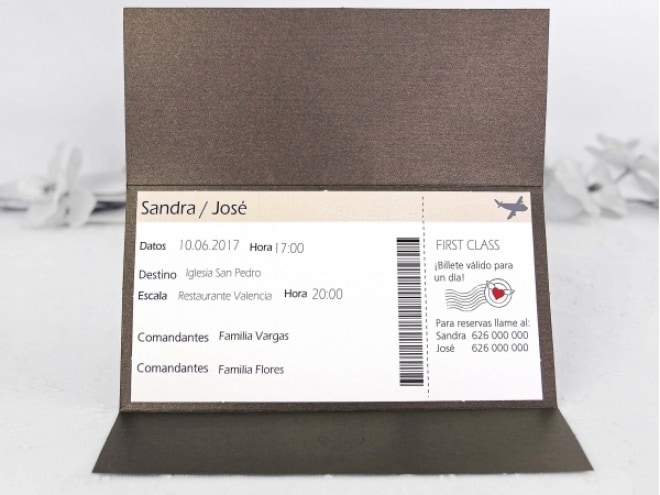 Sandra / José
Datos 10.06.2017 Hora 17:00
Destino Iglesia San Pedro
Escala Restaurante Valencia Hora 20:00
Comandantes Familia Vargas
Comandantes Familia Flores
FIRST CLASS
¡Billete válido para
un día!
Para reservas llame al:
Sandra 626 000 000
José 626 000 000